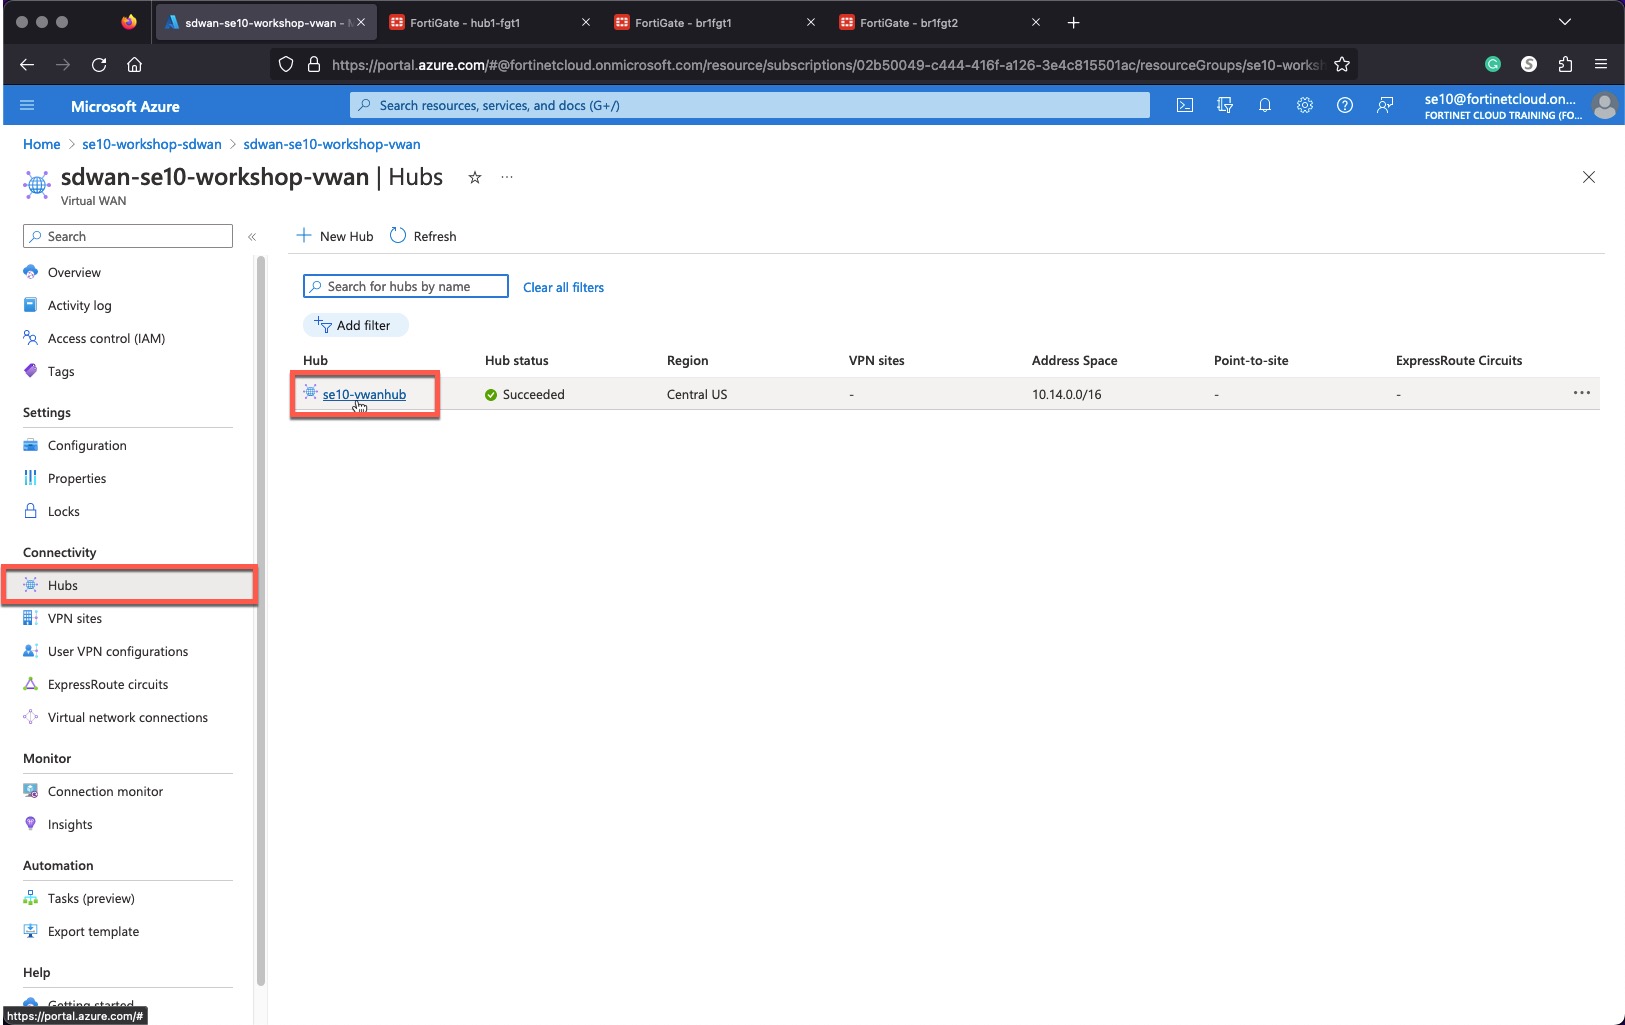 sdwan-se10-workshop-vwan - M
FortiGate - hub1-fgt1
FortiGate - br1fgt1
FortiGate - br1fgt2
https://portal.azure.com/#@fortinetcloud.onmicrosoft.com/resource/subscriptions/02b50049-c444-416f-a126-3e4c815501ac/resourceGroups/se10-works
Microsoft Azure
Search resources, services, and docs (G+/)
se10@fortinetcloud.on...
FORTINET CLOUD TRAINING (FO...
Home > se10-workshop-sdwan > sdwan-se10-workshop-vwan
sdwan-se10-workshop-vwan | Hubs
Virtual WAN
Search
Overview
Activity log
Access control (IAM)
Tags
Settings
Configuration
Properties
Locks
Connectivity
Hubs
VPN sites
User VPN configurations
ExpressRoute circuits
Virtual network connections
Monitor
Connection monitor
Insights
Automation
Tasks (preview)
Export template
Help
Getting started
https://portal.azure.com/#
New Hub Refresh
Search for hubs by name Clear all filters
Add filter
Hub Hub status Region VPN sites Address Space Point-to-site ExpressRoute Circuits
se10-vwanhub Succeeded Central US - 10.14.0.0/16 - -